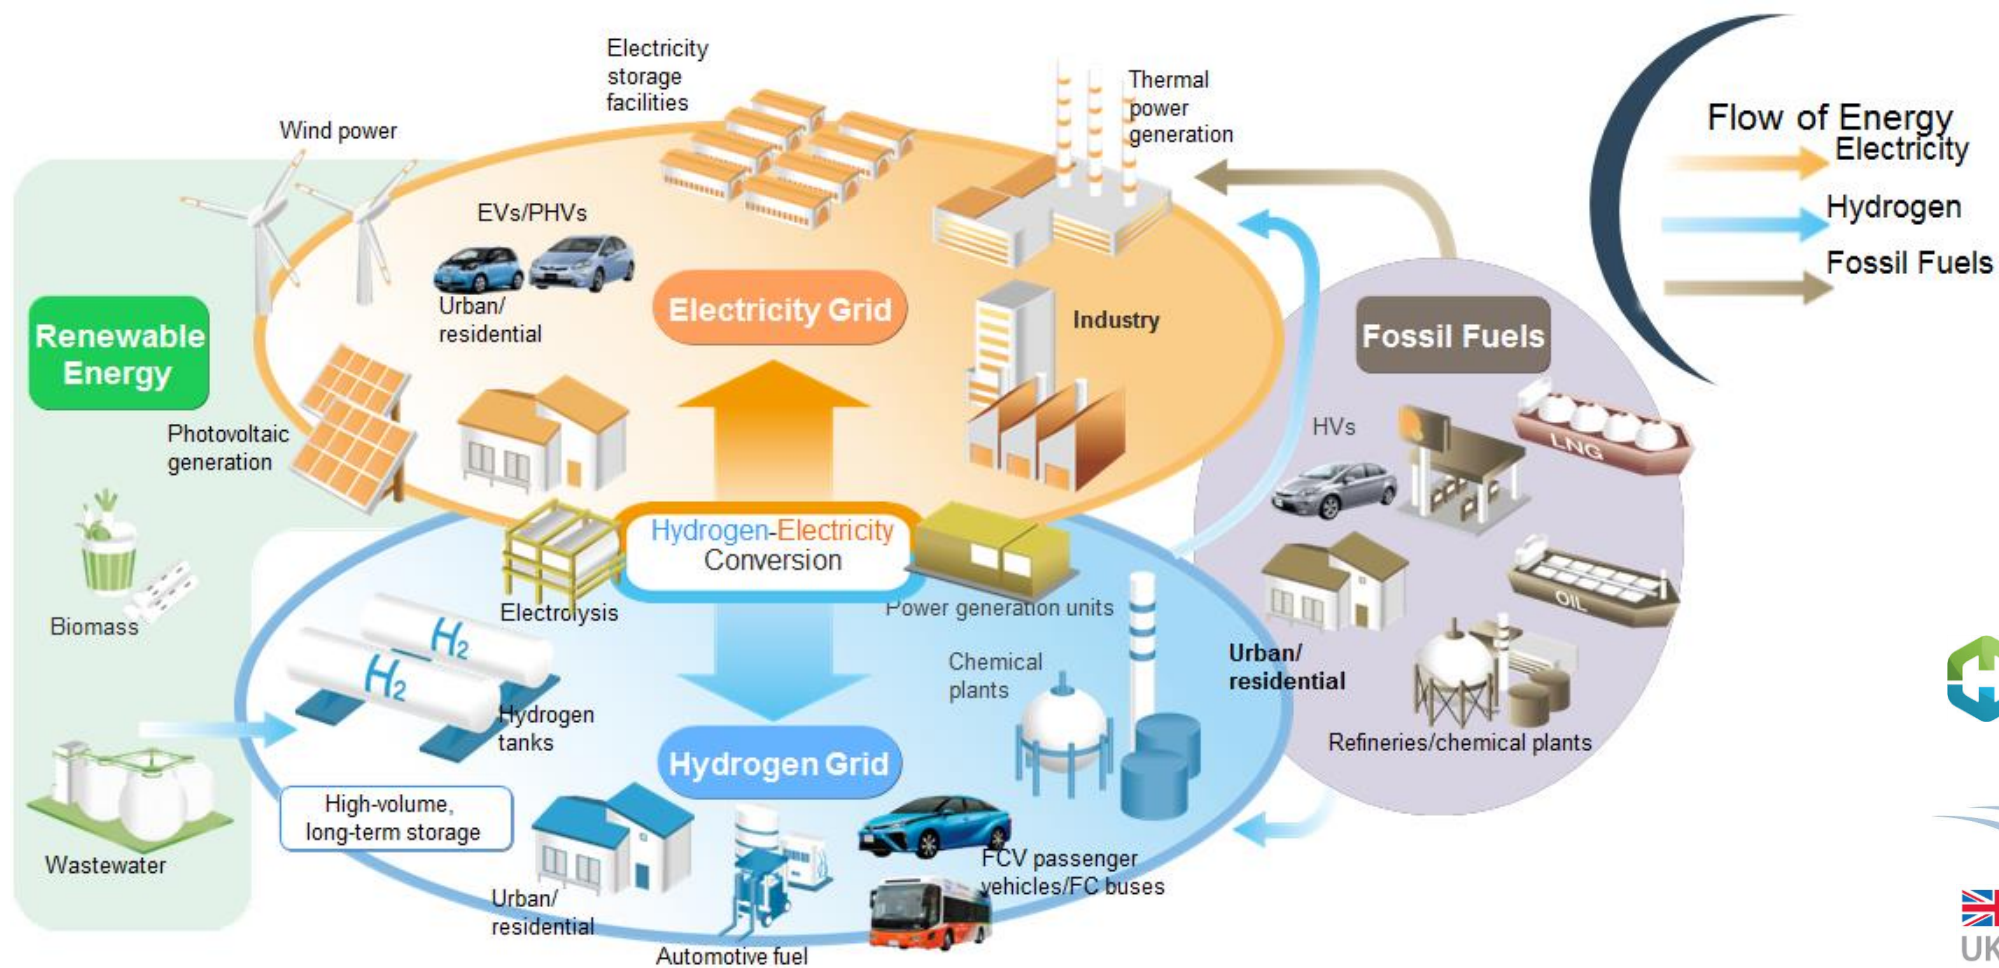 Electricity
storage
facilities
Thermal
power
generation
Wind power
Flow of Energy
Electricity
Hydrogen
Fossil Fuels
EVs/PHVs
Urban/
residential
Electricity Grid
Industry
Renewable
Energy
Fossil Fuels
Photovoltaic
generation
HVs
LNG
Hydrogen-Electricity
Conversion
Electrolysis
Power generation units
OIL
Biomass
H2
H2
Chemical
plants
Urban/
residential
Hydrogen
tanks
Refineries/chemical plants
Hydrogen Grid
High-volume,
long-term storage
Wastewater
FCV passenger
vehicles/FC buses
Urban/
residential
Automotive fuel
UK